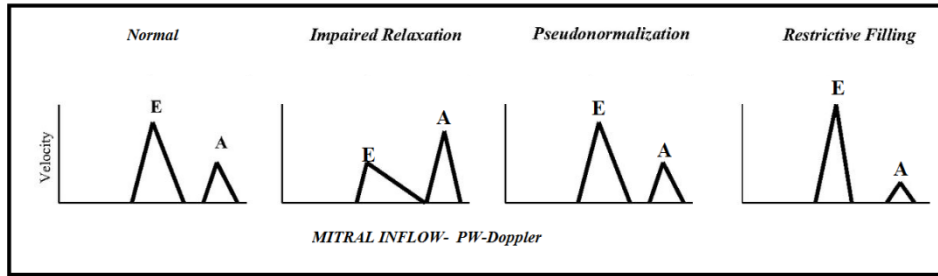 Normal
Impaired Relaxation
Pseudonormalization
Restrictive Filling
Velocity
E
A
E
A
E
A
E
A
MITRAL INFLOW- PW-Doppler